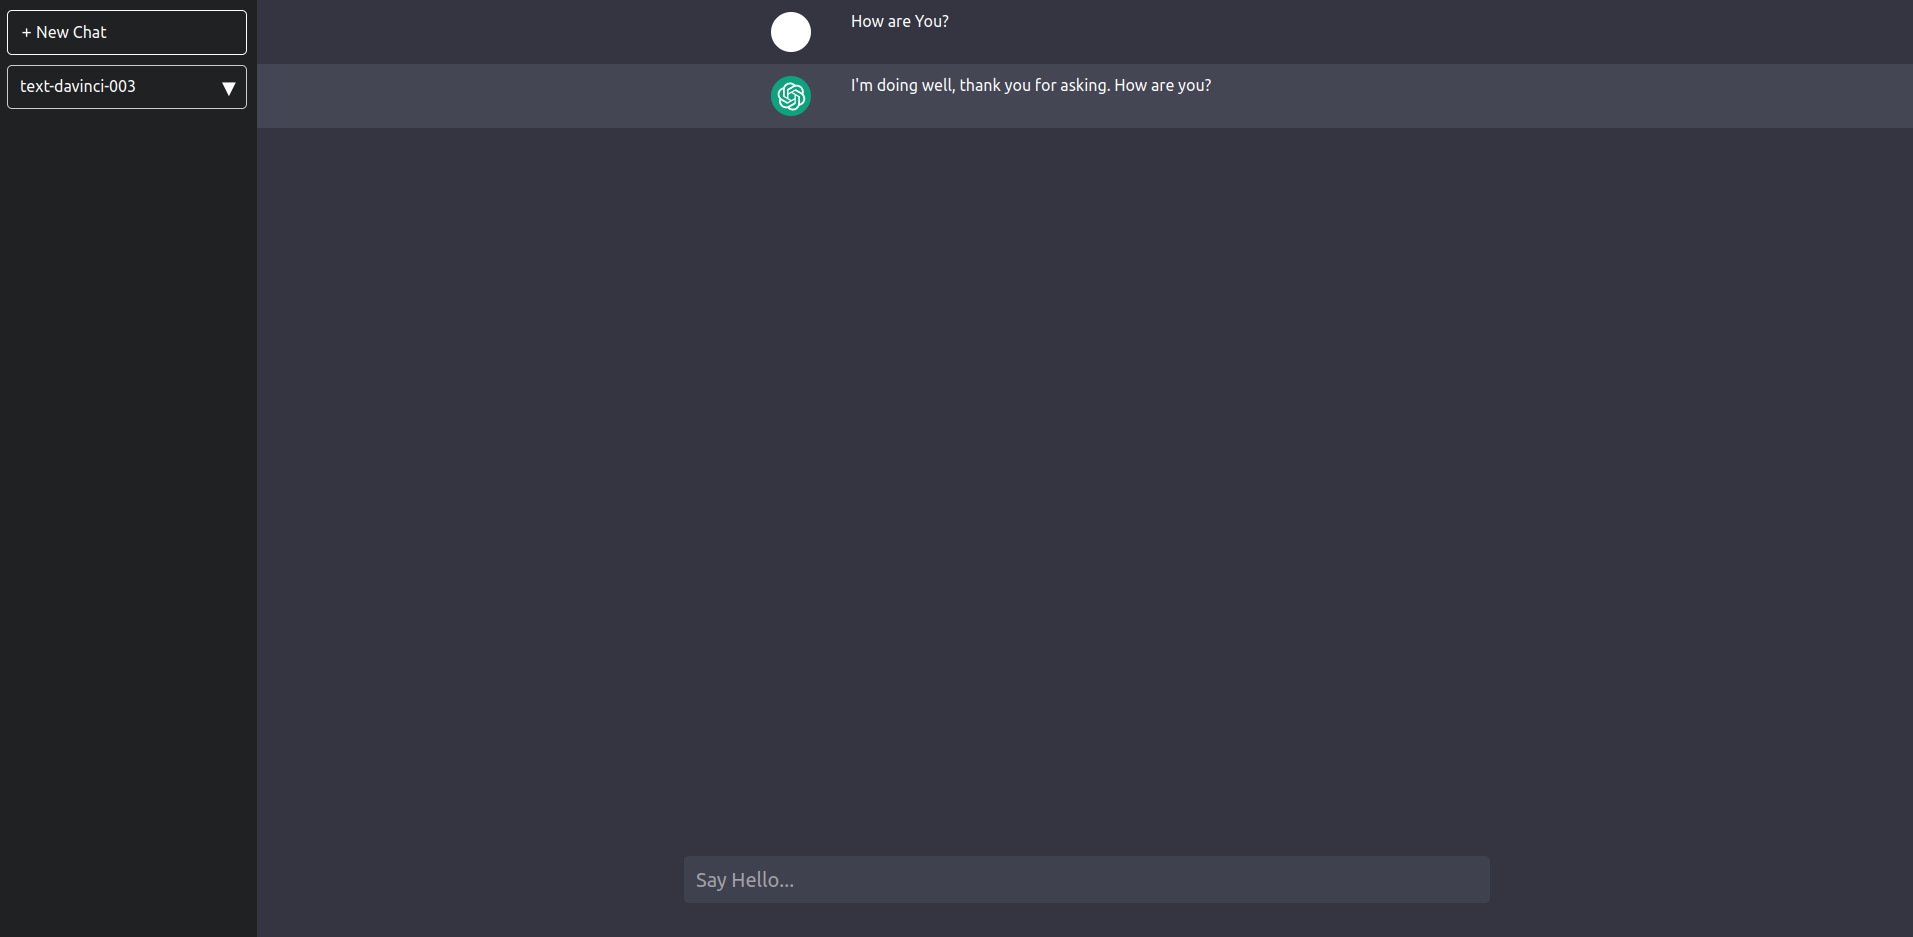 + New Chat
text-davinci-003
How are You?
I'm doing well, thank you for asking. How are you?
Say Hello...